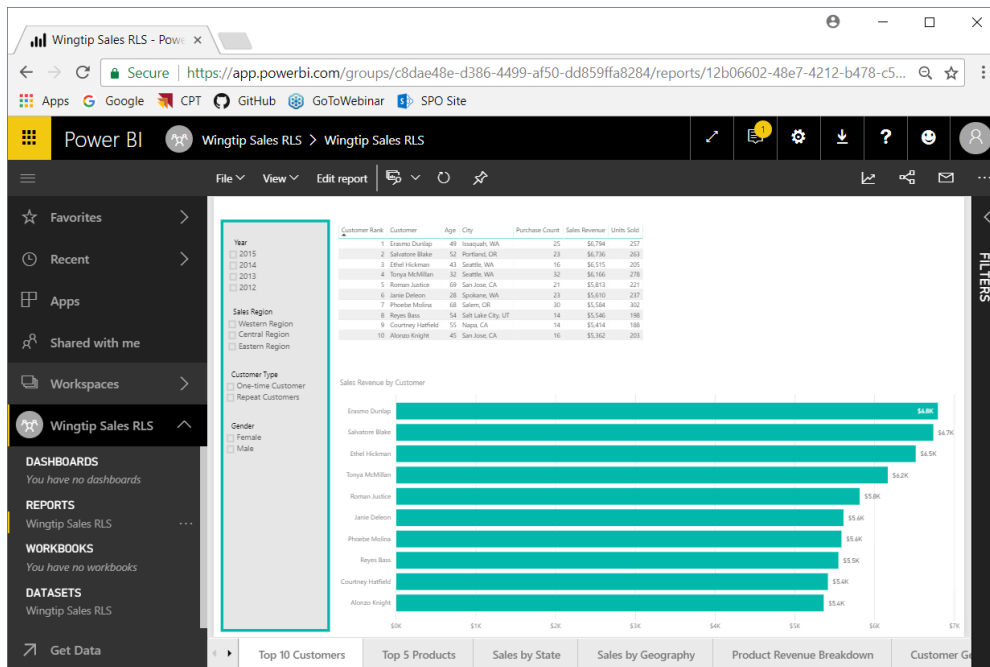 Wingtip Sales RLS - Powe
Secure | https://app.powerbi.com/groups/c8dae48e-d386-4499-af50-dd859ffa8284/reports/12b06602-48e7-4212-b478-c5...
Apps Google CPT GitHub GoToWebinar SPO Site
Power BI Wingtip Sales RLS > Wingtip Sales RLS 1 ?
File View Edit report
Favorites
Recent
Apps
Shared with me
Workspaces
Wingtip Sales RLS
DASHBOARDS
You have no dashboards
REPORTS
Wingtip Sales RLS ...
WORKBOOKS
You have no workbooks
DATASETS
Wingtip Sales RLS
Get Data
Year
2015
2014
2013
2012
Sales Region
Western Region
Central Region
Eastern Region
Customer Type
One-time Customer
Repeat Customers
Gender
Female
Male
Customer Rank Customer Age City Purchase Count Sales Revenue Units Sold
1 Erasmo Dunlap 49 Issaquah, WA 25 $6,794 257
2 Salvatore Blake 52 Portland, OR 23 $6,736 263
3 Ethel Hickman 43 Seattle, WA 16 $6,515 205
4 Tonya McMillan 32 Seattle, WA 32 $6,166 278
5 Roman Justice 69 San Jose, CA 21 $5,813 221
6 Janie Deleon 28 Spokane, WA 23 $5,610 237
7 Phoebe Molina 68 Salem, OR 30 $5,584 302
8 Reyes Bass 54 Salt Lake City, UT 14 $5,546 198
9 Courtney Hatfield 55 Napa, CA 14 $5,414 188
10 Alonzo Knight 45 San Jose, CA 16 $5,362 203
Sales Revenue by Customer
Erasmo Dunlap $6.8K
Salvatore Blake $6.7K
Ethel Hickman $6.5K
Tonya McMillan $6.2K
Roman Justice $5.8K
Janie Deleon $5.6K
Phoebe Molina $5.6K
Reyes Bass $5.5K
Courtney Hatfield $5.4K
Alonzo Knight $5.4K
$0K $1K $2K $3K $4K $5K $6K $7K
FILTERS
Top 10 Customers Top 5 Products Sales by State Sales by Geography Product Revenue Breakdown Customer Ge